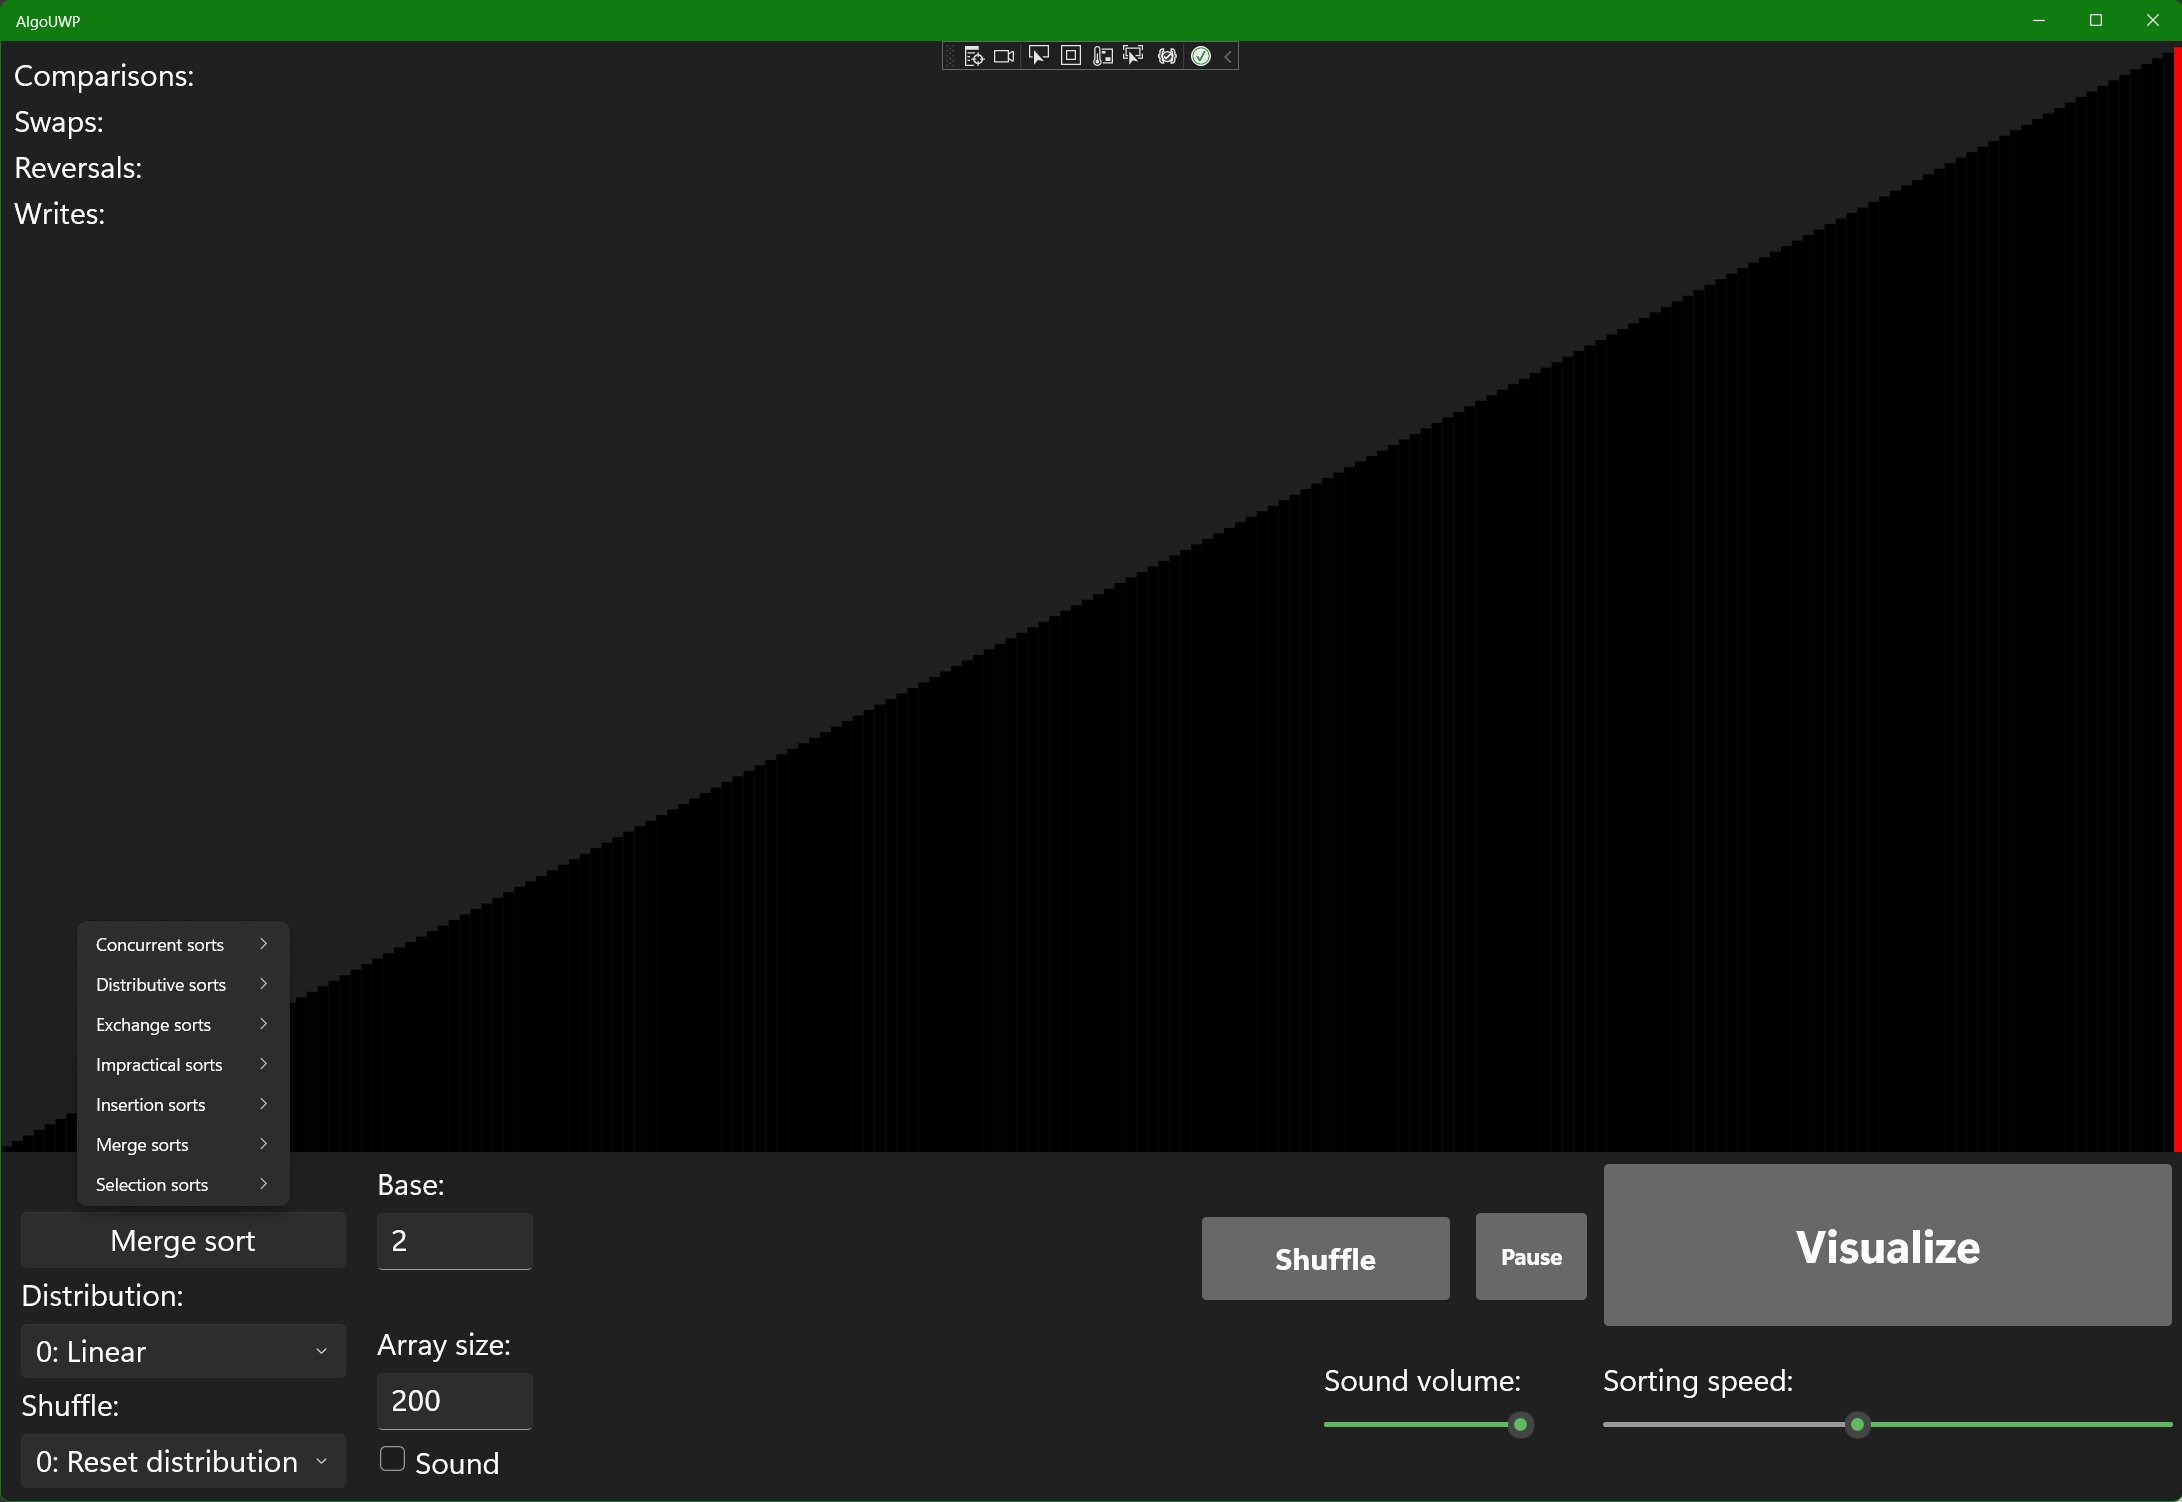 AlgoUWP
Comparisons:
Swaps:
Reversals:
Writes:
Concurrent sorts
Distributive sorts
Exchange sorts
Impractical sorts
Insertion sorts
Merge sorts
Selection sorts
Merge sort
Distribution:
0: Linear
Shuffle:
0: Reset distribution
Base:
2
Array size:
200
Sound
Shuffle
Pause
Visualize
Sound volume:
Sorting speed: